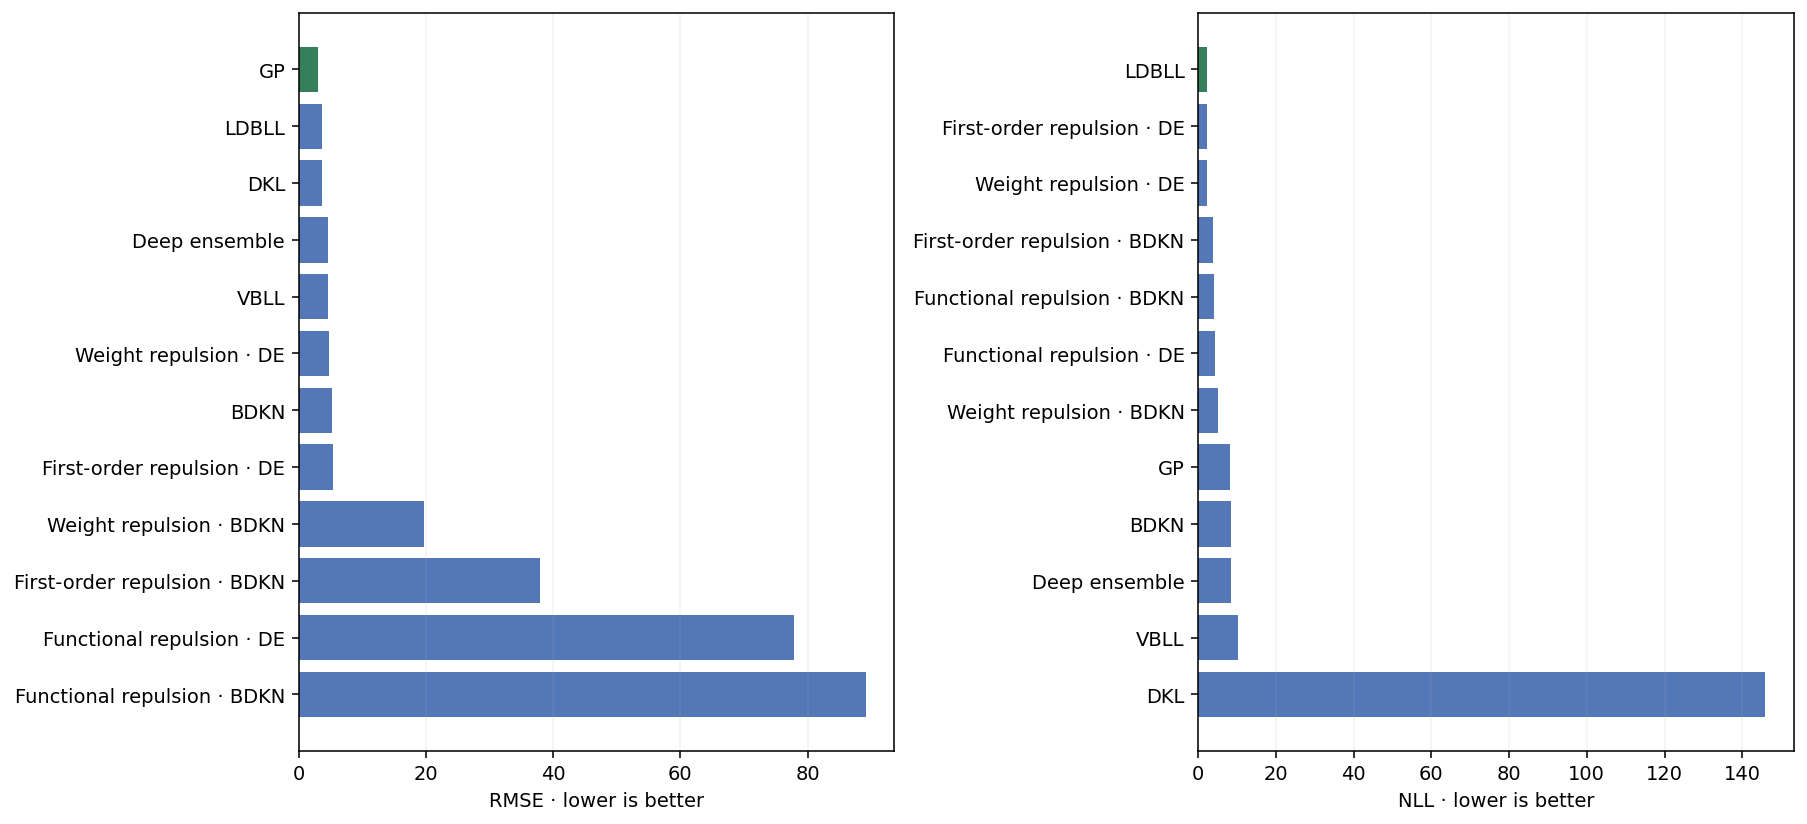 GP
LDBLL
DKL
Deep ensemble
VBLL
Weight repulsion · DE
BDKN
First-order repulsion · DE
Weight repulsion · BDKN
First-order repulsion · BDKN
Functional repulsion · DE
Functional repulsion · BDKN
0 20 40 60 80
RMSE · lower is better
LDBLL
First-order repulsion · DE
Weight repulsion · DE
First-order repulsion · BDKN
Functional repulsion · BDKN
Functional repulsion · DE
Weight repulsion · BDKN
GP
BDKN
Deep ensemble
VBLL
DKL
0 20 40 60 80 100 120 140
NLL · lower is better